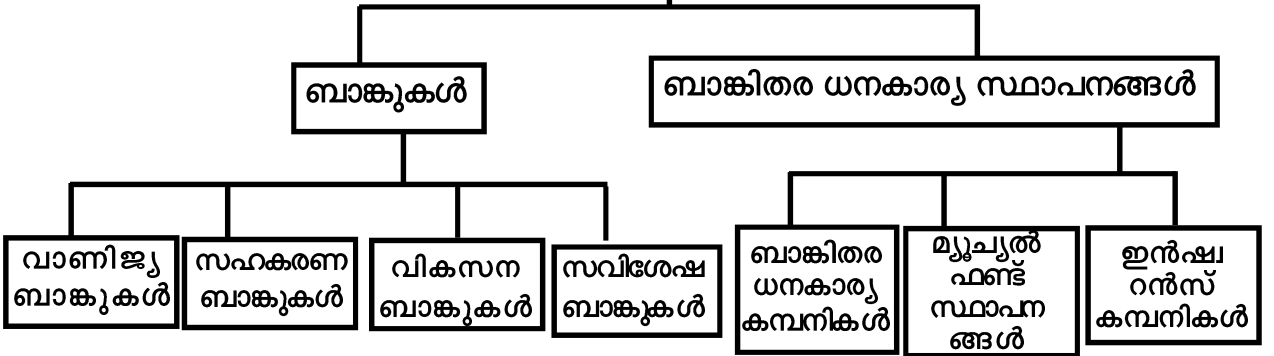 ബാങ്കുകൾ
ബാങ്കിതര ധനകാര്യ സ്ഥാപനങ്ങൾ
വാണിജ്യ
ബാങ്കുകൾ
സഹകരണ
ബാങ്കുകൾ
വികസന
ബാങ്കുകൾ
സവിശേഷ
ബാങ്കുകൾ
ബാങ്കിതര
ധനകാര്യ
കമ്പനികൾ
മ്യൂച്യൽ
ഫണ്ട്
സ്ഥാപന
ങ്ങൾ
ഇൻഷ്വ
റൻസ്
കമ്പനികൾ